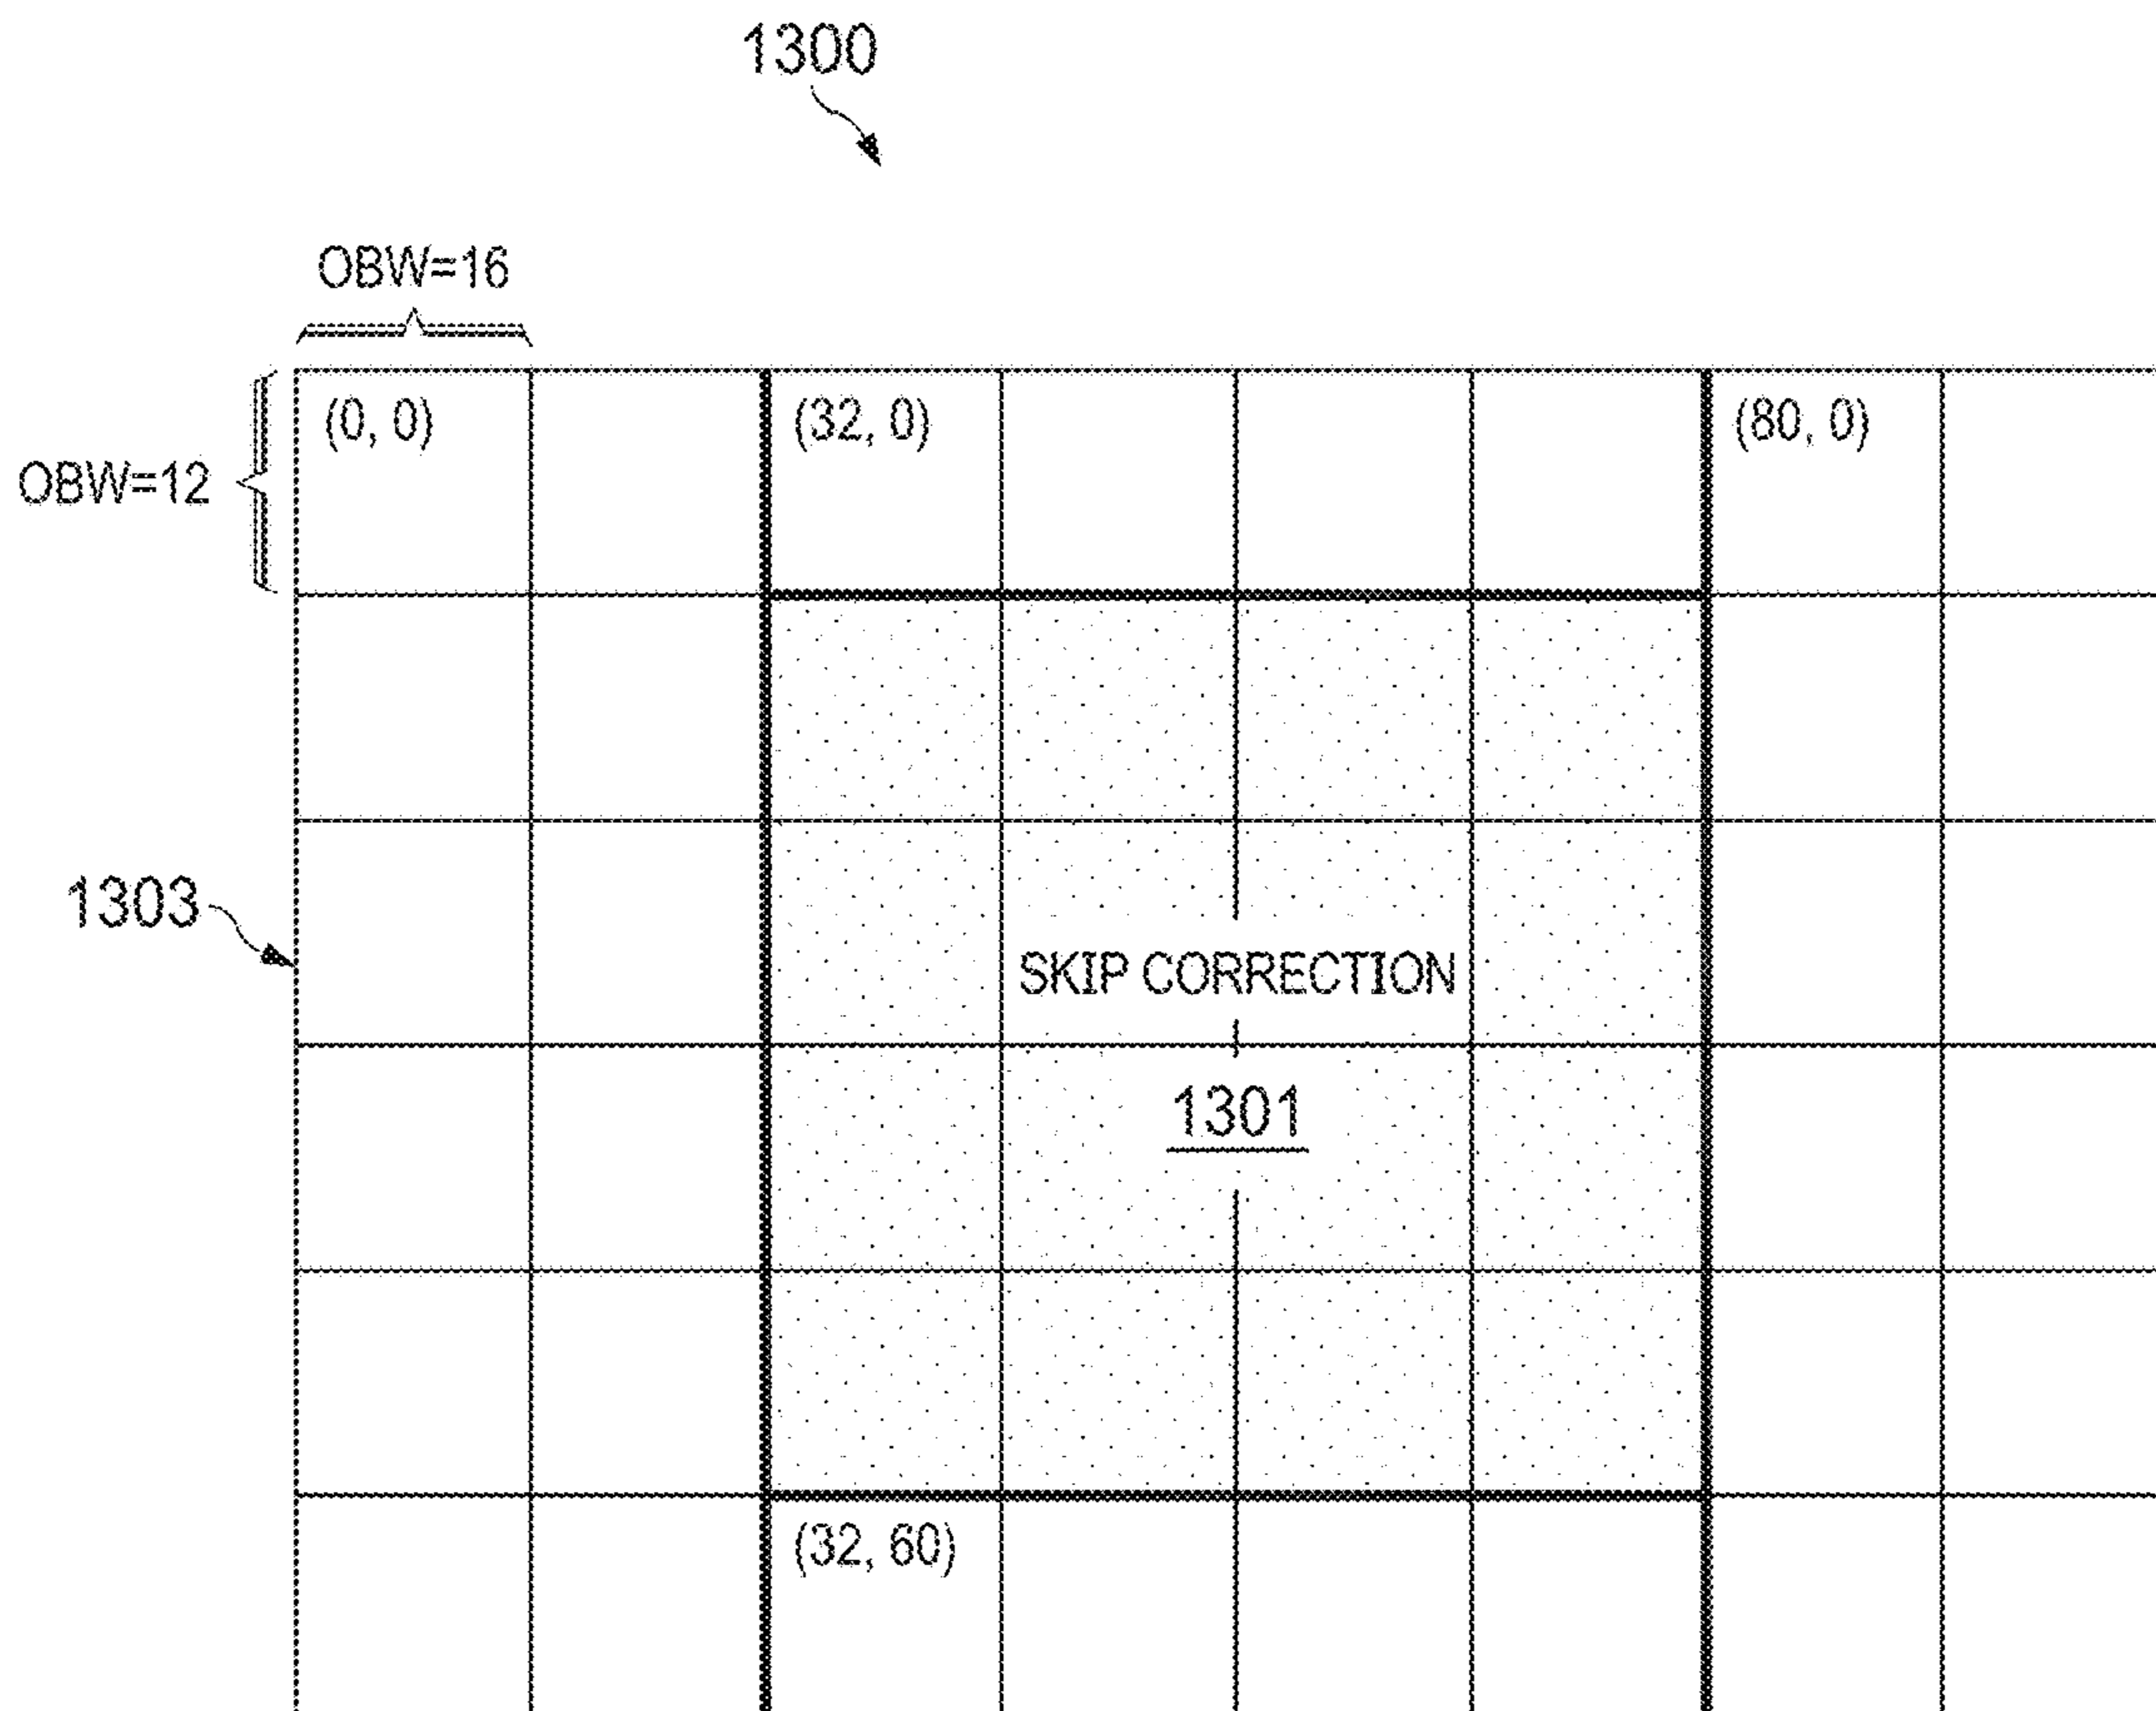 1300
OBW=16
(0, 0)
(32, 0)
(80, 0)
OBW=12
1303
SKIP CORRECTION
1301
(32, 60)